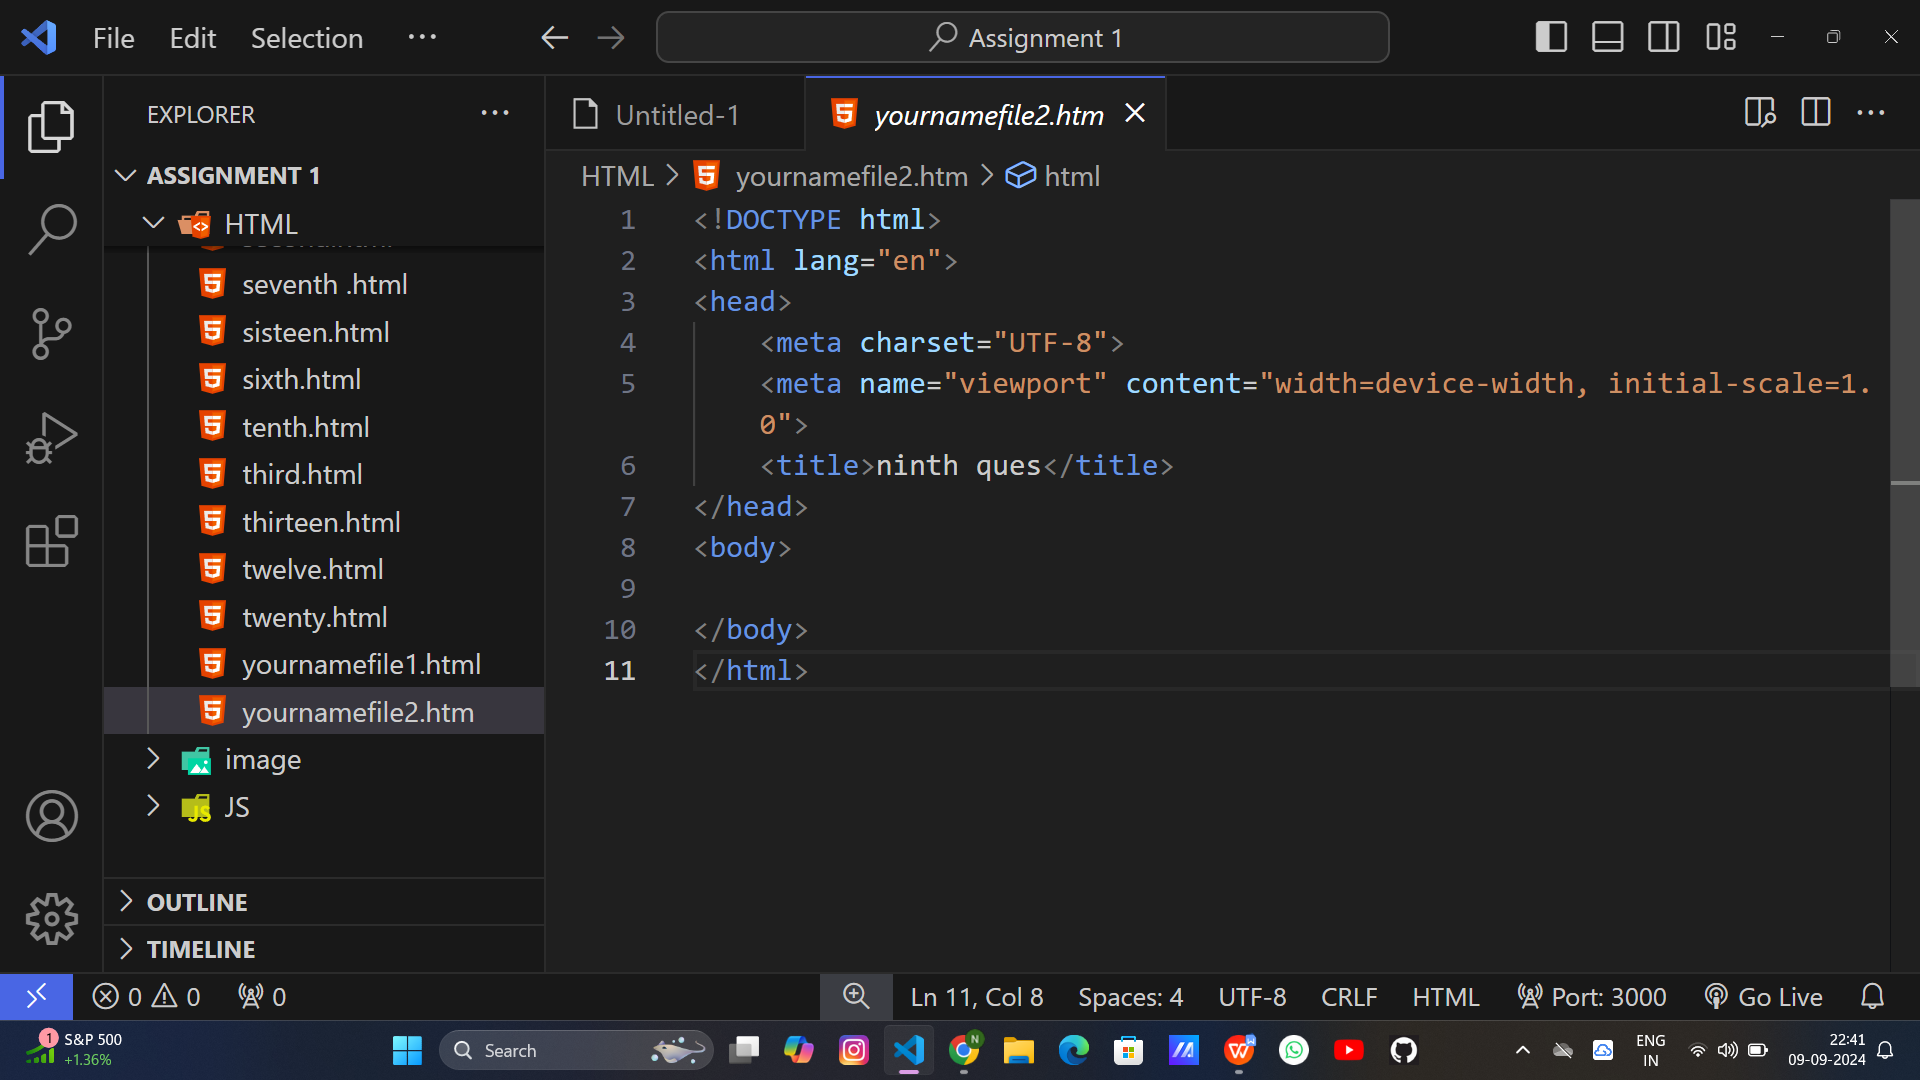 File Edit Selection ··· Assignment 1
EXPLORER ···
ASSIGNMENT 1
HTML
seventh .html
sisteen.html
sixth.html
tenth.html
third.html
thirteen.html
twelve.html
twenty.html
yournamefile1.html
yournamefile2.htm
image
JS
OUTLINE
TIMELINE
Untitled-1 yournamefile2.htm
HTML > yournamefile2.htm > html
1 <!DOCTYPE html>
2 <html lang="en">
3 <head>
4 <meta charset="UTF-8">
5 <meta name="viewport" content="width=device-width, initial-scale=1.
0">
6 <title>ninth ques</title>
7 </head>
8 <body>
9
10 </body>
11 </html>
0 0 0 Ln 11, Col 8 Spaces: 4 UTF-8 CRLF HTML Port: 3000 Go Live
1 S&P 500
+1.36%
Search
N
ENG
IN
22:41
09-09-2024